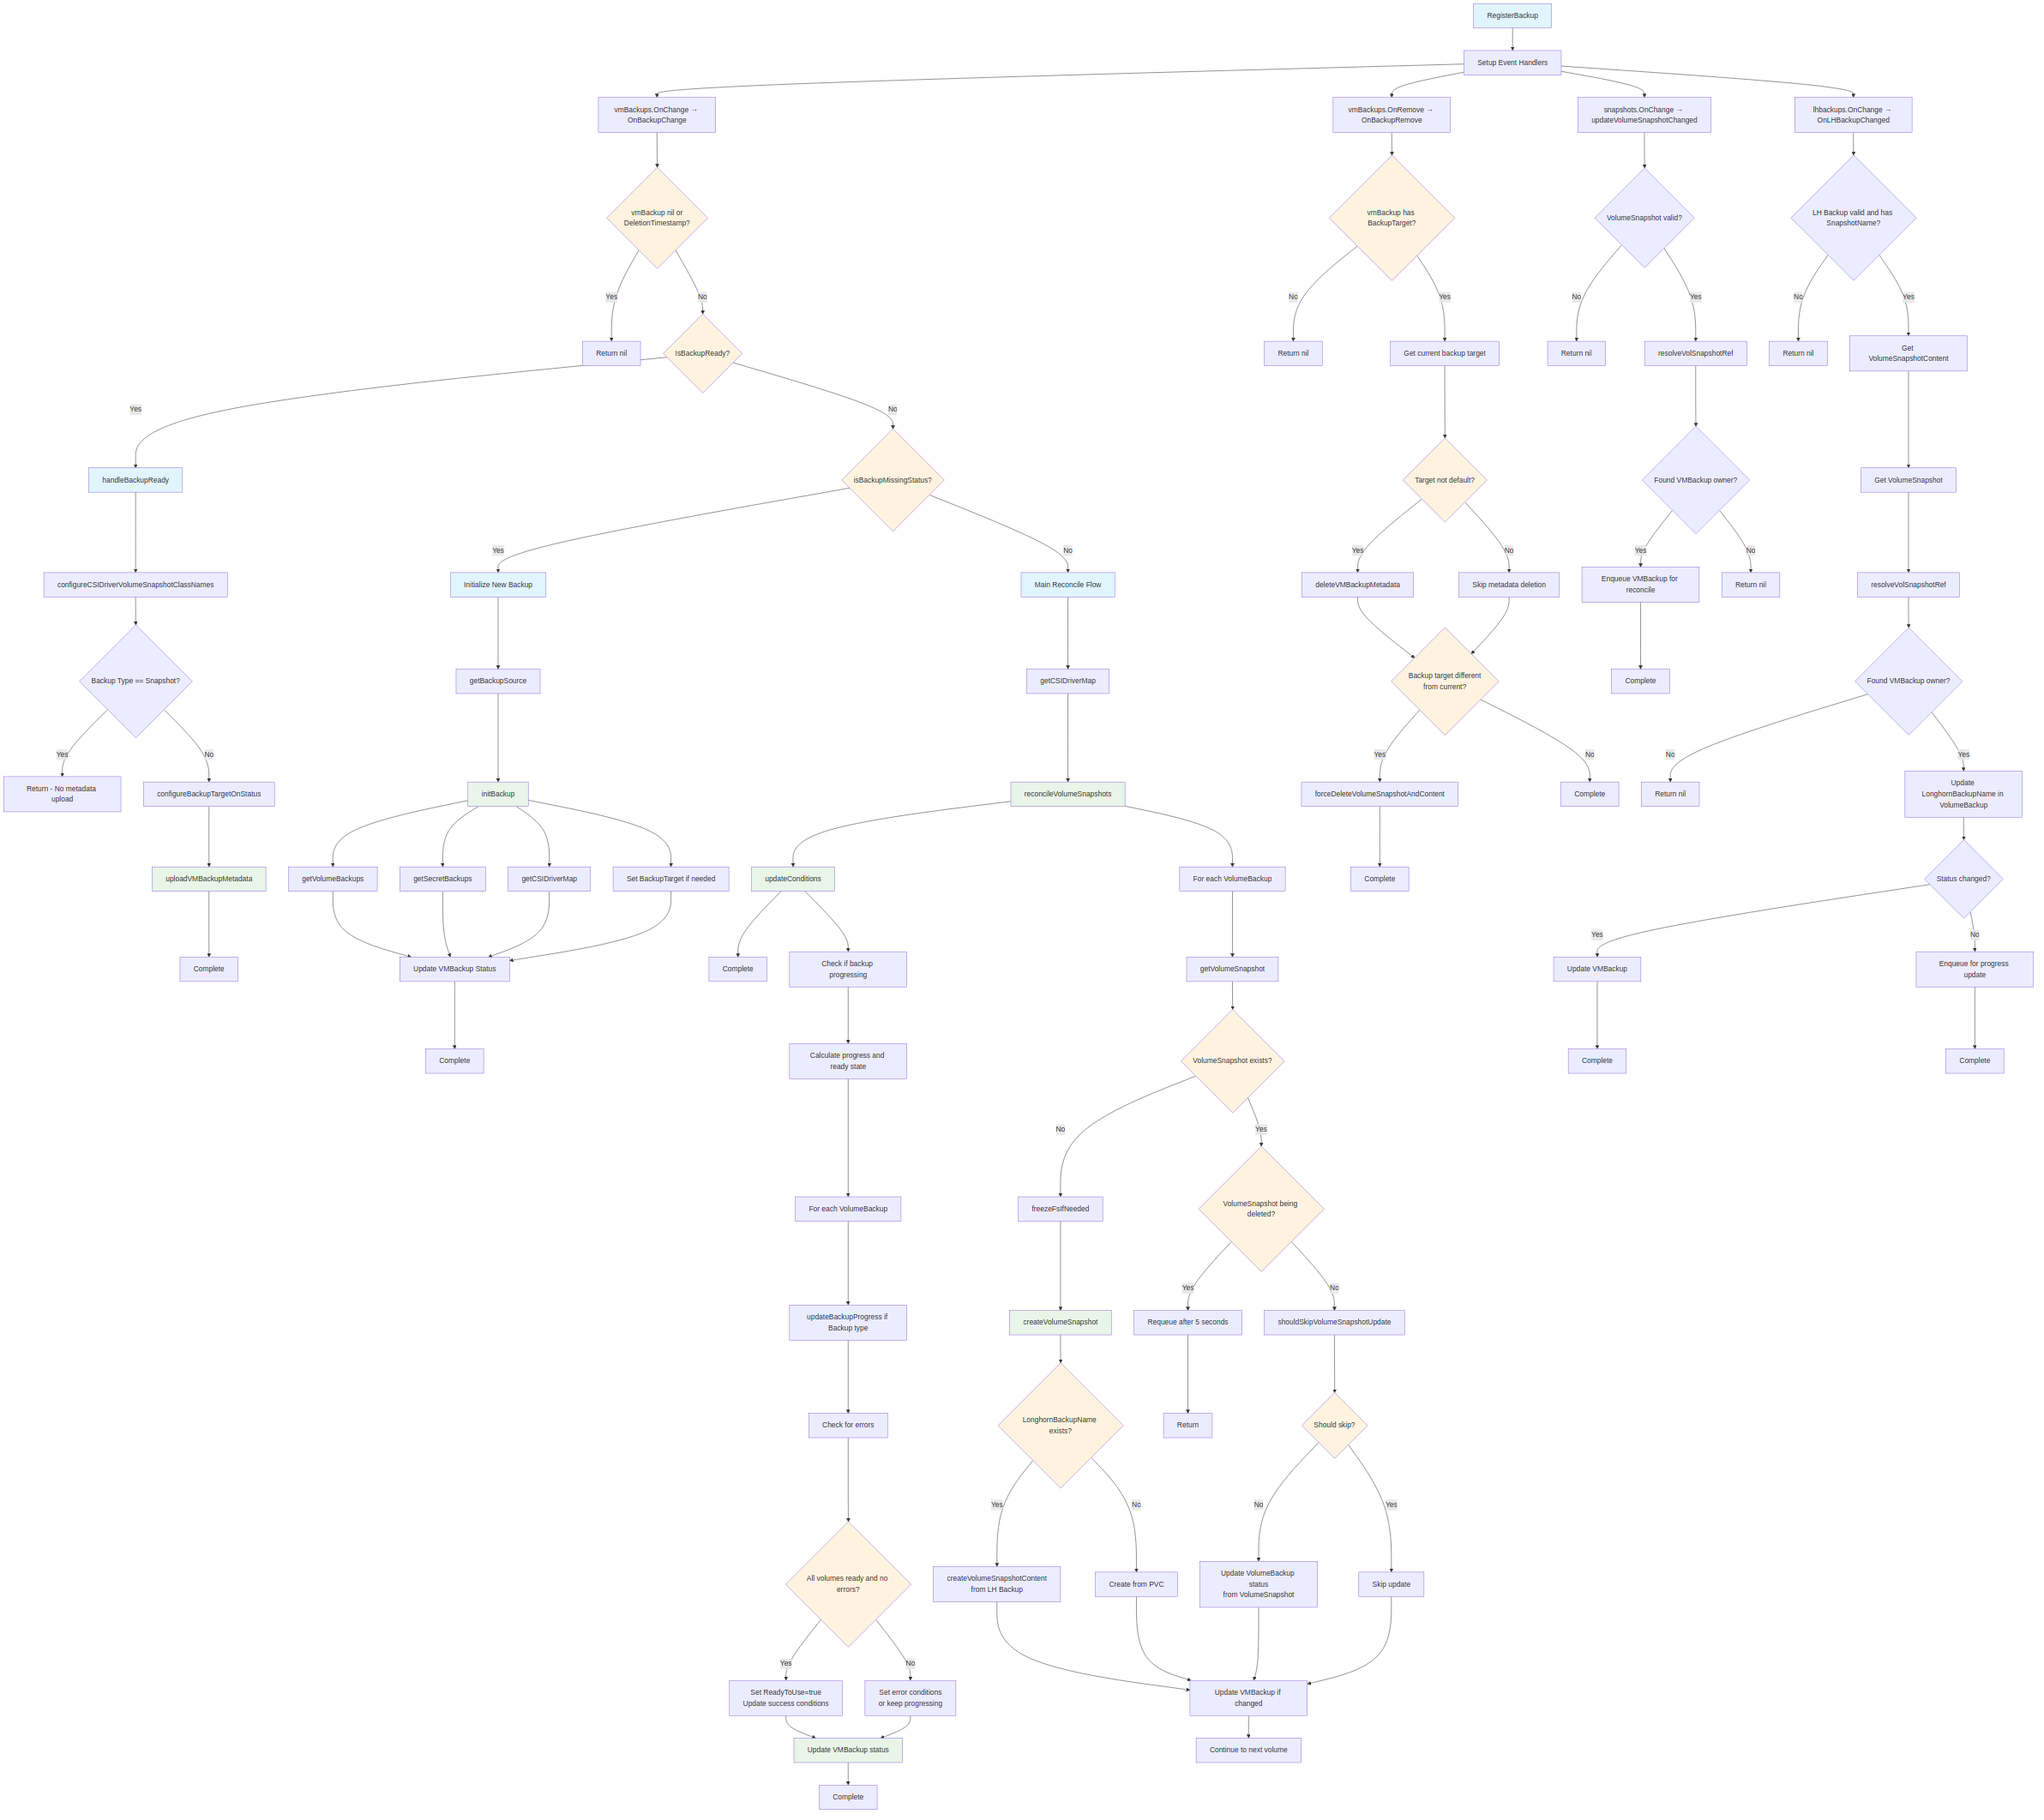 RegisterBackup
Setup Event Handlers
vmBackups.OnChange →
OnBackupChange
vmBackups.OnRemove →
OnBackupRemove
snapshots.OnChange →
updateVolumeSnapshotChanged
lhbackups.OnChange →
OnLHBackupChanged
vmBackup nil or
DeletionTimestamp?
vmBackup has
BackupTarget?
VolumeSnapshot valid?
LH Backup valid and has
SnapshotName?
Yes
No
No
Yes
No
Yes
No
Yes
Return nil
IsBackupReady?
Return nil
Get current backup target
Return nil
resolveVolSnapshotRef
Return nil
Get
VolumeSnapshotContent
Yes
No
handleBackupReady
isBackupMissingStatus?
Target not default?
Found VMBackup owner?
Get VolumeSnapshot
Yes
No
Yes
No
Yes
No
configureCSIDriverVolumeSnapshotClassNames
Initialize New Backup
Main Reconcile Flow
deleteVMBackupMetadata
Skip metadata deletion
Enqueue VMBackup for
reconcile
Return nil
resolveVolSnapshotRef
Backup Type == Snapshot?
getBackupSource
getCSIDriverMap
Backup target different
from current?
Complete
Found VMBackup owner?
Yes
No
Yes
No
No
Yes
Return - No metadata
upload
configureBackupTargetOnStatus
initBackup
reconcileVolumeSnapshots
forceDeleteVolumeSnapshotAndContent
Complete
Return nil
Update
LonghornBackupName in
VolumeBackup
uploadVMBackupMetadata
getVolumeBackups
getSecretBackups
getCSIDriverMap
Set BackupTarget if needed
updateConditions
For each VolumeBackup
Complete
Status changed?
Yes
No
Complete
Update VMBackup Status
Complete
Check if backup
progressing
getVolumeSnapshot
Update VMBackup
Enqueue for progress
update
Complete
Calculate progress and
ready state
VolumeSnapshot exists?
Complete
Complete
No
Yes
For each VolumeBackup
freezeFsIfNeeded
VolumeSnapshot being
deleted?
Yes
No
updateBackupProgress if
Backup type
createVolumeSnapshot
Requeue after 5 seconds
shouldSkipVolumeSnapshotUpdate
Check for errors
LonghornBackupName
exists?
Return
Should skip?
Yes
No
No
Yes
All volumes ready and no
errors?
createVolumeSnapshotContent
from LH Backup
Create from PVC
Update VolumeBackup
status
from VolumeSnapshot
Skip update
Yes
No
Set ReadyToUse=true
Update success conditions
Set error conditions
or keep progressing
Update VMBackup if
changed
Update VMBackup status
Continue to next volume
Complete